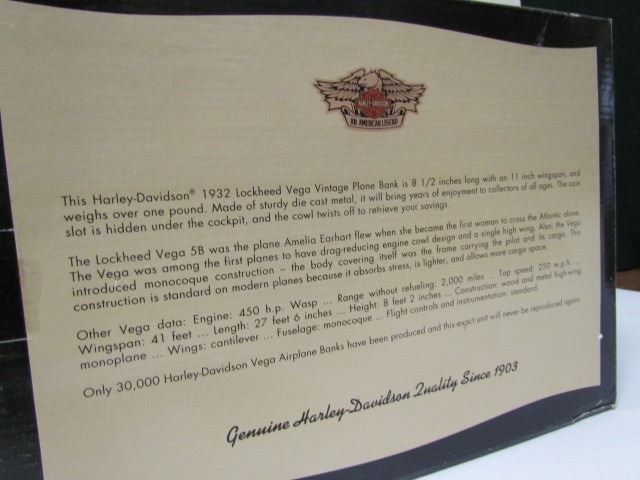 HARLEY-DAVIDSON
AN AMERICAN LEGEND
This Harley-Davidson® 1932 Lockheed Vega Vintage Plane Bank is 8 1/2 inches long with an 11 inch wingspan, and
weighs over one pound. Made of sturdy die cast metal, it will bring years of enjoyment to collectors of all ages. The coin
slot is hidden under the cockpit, and the cowl twists off to retrieve your savings.
The Lockheed Vega 5B was the plane Amelia Earhart flew when she became the first woman to cross the Atlantic alone.
The Vega was among the first planes to have drag-reducing engine cowl design and a single high wing. Also, the Vega
introduced monocoque construction – the body covering itself was the frame carrying the pilot and its cargo. This
construction is standard on modern planes because it absorbs stress, is lighter, and allows more cargo space.
Other Vega data: Engine: 450 h.p. Wasp ... Range without refueling: 2,000 miles ... Top speed: 250 m.p.h. ...
Wingspan: 41 feet ... Length: 27 feet 6 inches ... Height: 8 feet 2 inches ... Construction: wood and metal high-wing
monoplane ... Wings: cantilever ... Fuselage: monocoque ... Flight controls and instrumentation: standard.
Only 30,000 Harley-Davidson Vega Airplane Banks have been produced and this exact unit will never be reproduced again.
Genuine Harley-Davidson Quality Since 1903